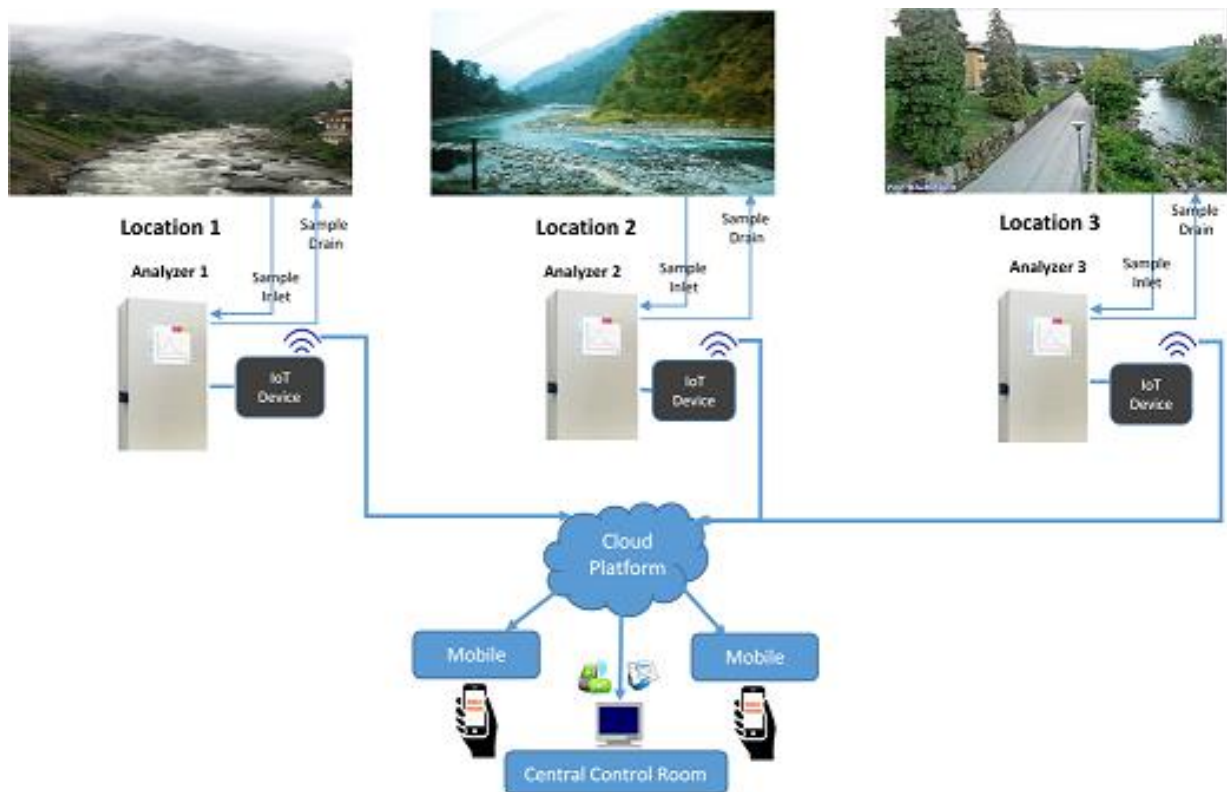 Location 1
Sample
Drain
Analyzer 1
Sample
Inlet
IoT
Device
Location 2
Sample
Drain
Analyzer 2
Sample
Inlet
IoT
Device
Location 3
Sample
Drain
Analyzer 3
Sample
Inlet
IoT
Device
Cloud
Platform
Mobile
Mobile
Central Control Room